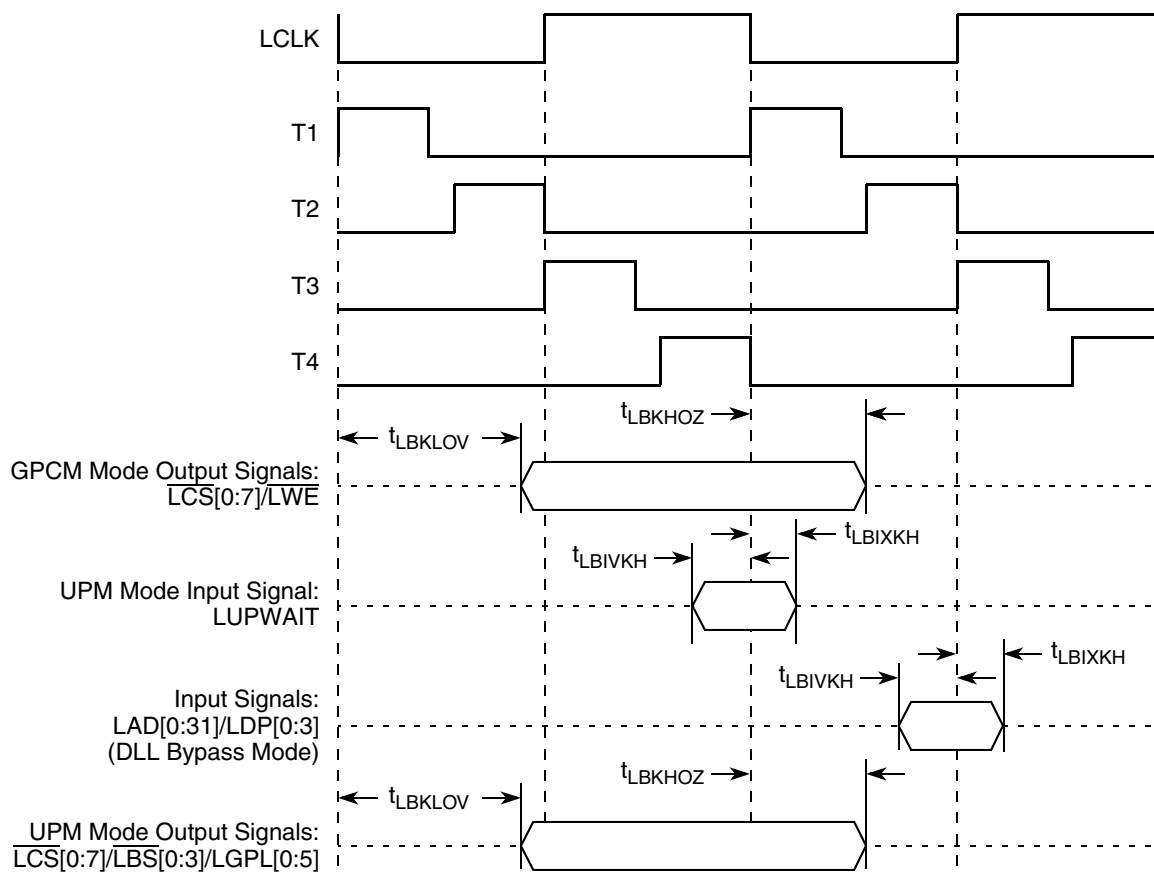 LCLK
T1
T2
T3
T4
tLBKHOZ
tLBKLOV
GPCM Mode Output Signals:
LCS[0:7]/LWE
tLBIXKH
tLBIVKH
UPM Mode Input Signal:
LUPWAIT
tLBIXKH
tLBIVKH
Input Signals:
LAD[0:31]/LDP[0:3]
(DLL Bypass Mode)
tLBKHOZ
tLBKLOV
UPM Mode Output Signals:
LCS[0:7]/LBS[0:3]/LGPL[0:5]